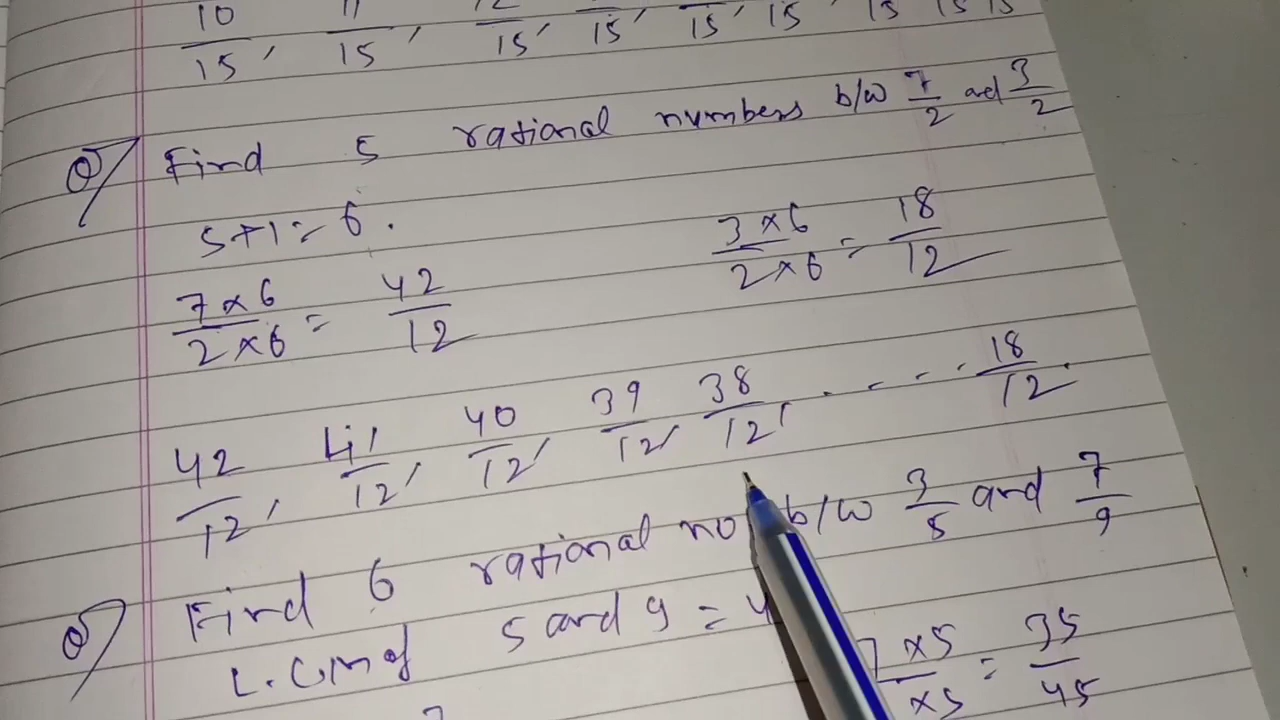 10/15, 11/15, 12/15, /15, /15, 15, 15 15 15
Q/ Find 5 rational numbers b/w 7/2 and 3/2
5+1=6.
7×6/2×6 = 42/12    3×6/2×6 = 18/12
42/12, 41/12, 40/12, 39/12, 38/12, . - - - . 18/12.
Q/ Find 6 rational no b/w 3/5 and 7/9
L.C.M of 5 and 9 = 4
7×5/×5 = 35/45